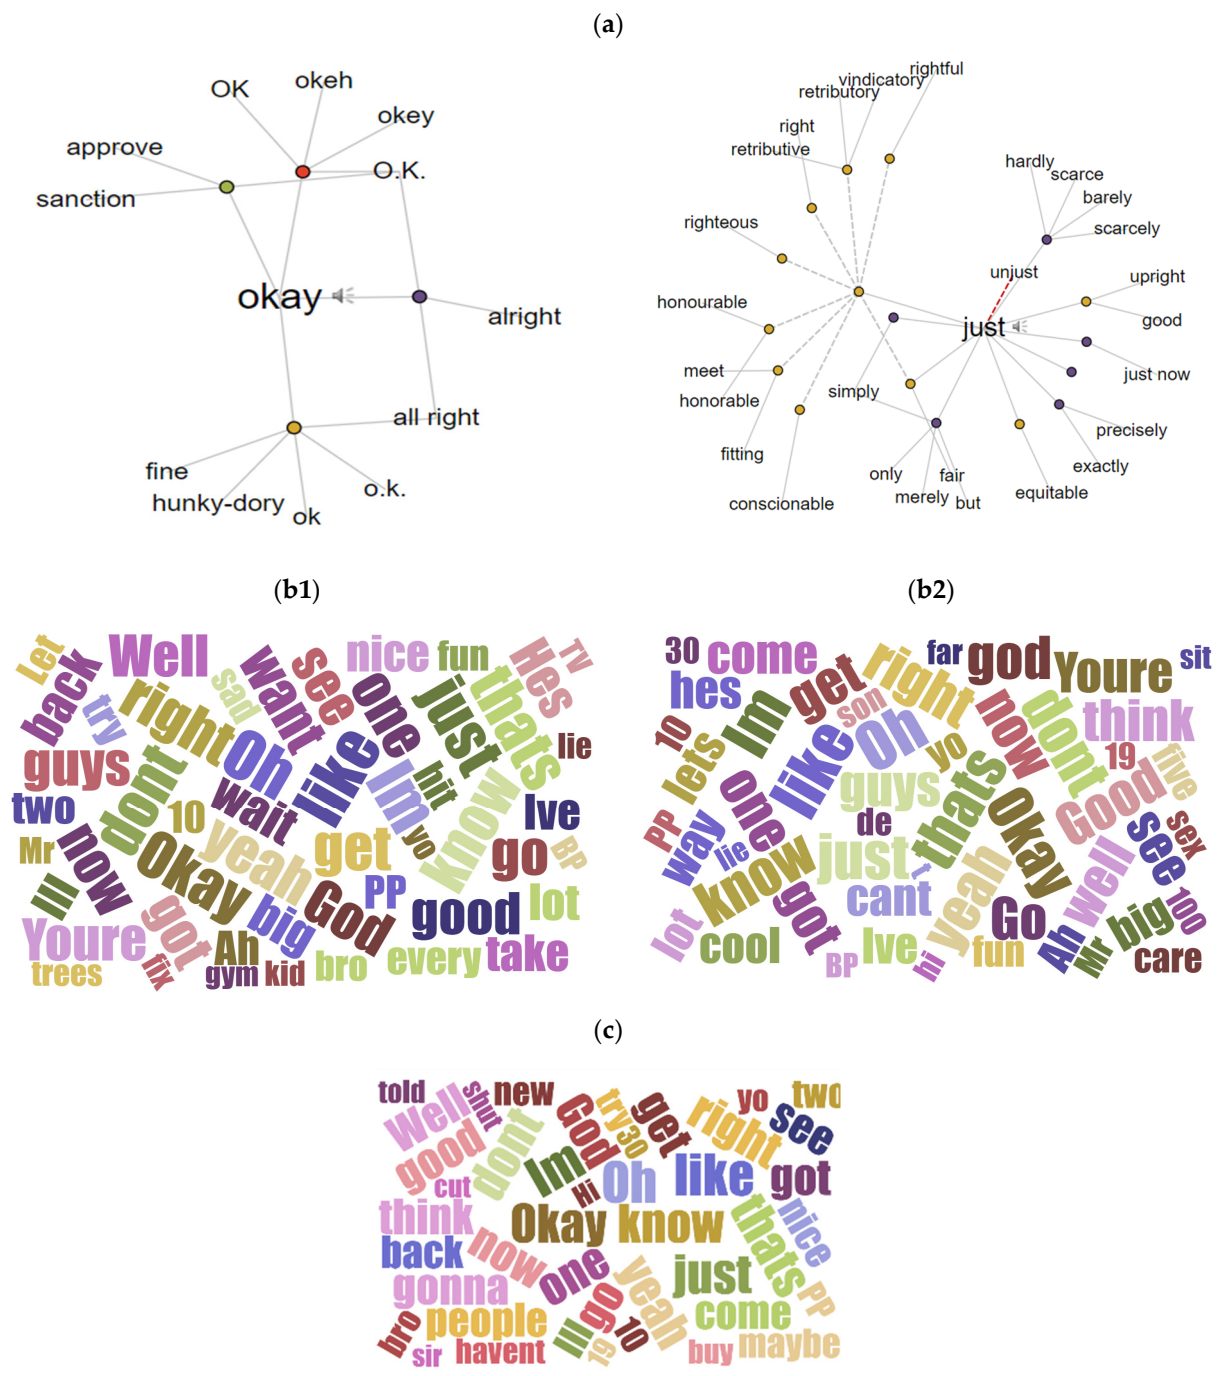 (a)
OK
okeh
okey
approve
O.K.
sanction
okay
alright
all right
fine
hunky-dory
o.k.
ok
rightful
vindicatory
retributory
right
retributive
righteous
honourable
meet
honorable
fitting
conscionable
simply
only
merely
fair
but
hardly
scarce
barely
scarcely
unjust
upright
just
good
just now
precisely
exactly
equitable
(b1)
(b2)
Let
back
Well
try
sad
want
see
nice
fun
Hes
TV
one
just
thats
lie
right
Oh
guys
dont
like
Im
hit
two
10
wait
know
Ive
yo
Mr
now
Okay
yeah
get
go
BP
Ill
PP
God
good
lot
Youre
got
big
Ah
trees
fix
gym
kid
bro
every
take
30
come
far
god
Youre
sit
hes
get
right
son
Im
Oh
now
dont
think
10
lets
like
yo
19
five
guys
thats
Good
PP
way
one
de
Okay
see
sex
lie
know
just
t
yeah
well
got
cant
Go
100
lot
cool
Ive
fun
Ah
Mr
big
BP
hi
care
(c)
told
Well
shut
new
God
try
get
30
right
yo
two
see
good
dont
Im
Hi
Oh
like
got
cut
think
Okay
know
thats
nice
back
now
one
just
gonna
yeah
PP
go
come
bro
people
Ill
19
10
sir
havent
buy
maybe